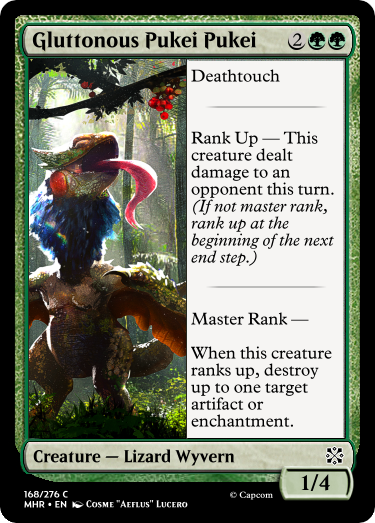 Gluttonous Pukei Pukei 2
Deathtouch
Rank Up — This
creature dealt
damage to an
opponent this turn.
(If not master rank,
rank up at the
beginning of the next
end step.)
Master Rank —
When this creature
ranks up, destroy
up to one target
artifact or
enchantment.
Creature — Lizard Wyvern
1/4
168/276 C
MHR • EN Cosme "Aeflus" Lucero
© Capcom